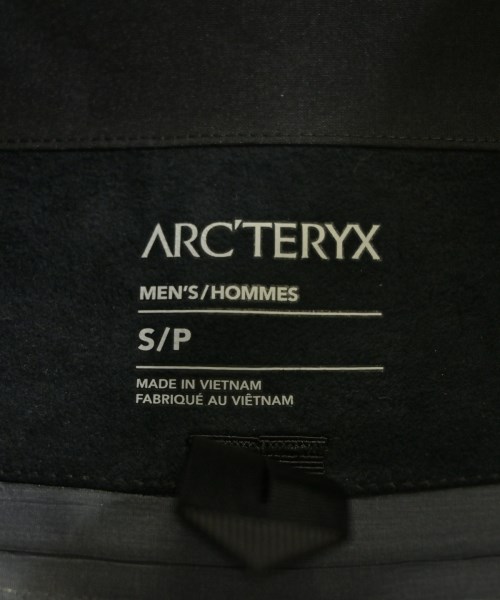 ARC'TERYX
MEN'S/HOMMES
S/P
MADE IN VIETNAM
FABRIQUÉ AU VIÊTNAM